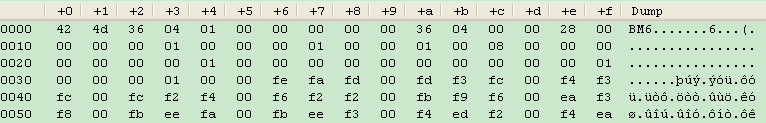 +0 +1 +2 +3 +4 +5 +6 +7 +8 +9 +a +b +c +d +e +f Dump
0000 42 4d 36 04 01 00 00 00 00 00 36 04 00 00 28 00 BM6.......6...(.
0010 00 00 00 01 00 00 00 01 00 00 01 00 08 00 00 00 ................
0020 00 00 00 00 01 00 00 00 00 00 00 00 00 00 00 01 ................
0030 00 00 00 01 00 00 fe fa fd 00 fd f3 fc 00 f4 f3 ......þúý.ýóü.ôó
0040 fc 00 fc f2 f4 00 f6 f2 f2 00 fb f9 f6 00 ea f3 ü.üòô.öòò.ûùö.êó
0050 f8 00 fb ee fa 00 fb ee f3 00 f4 ed f2 00 f4 ea ø.ûîú.ûîó.ôíò.ôê